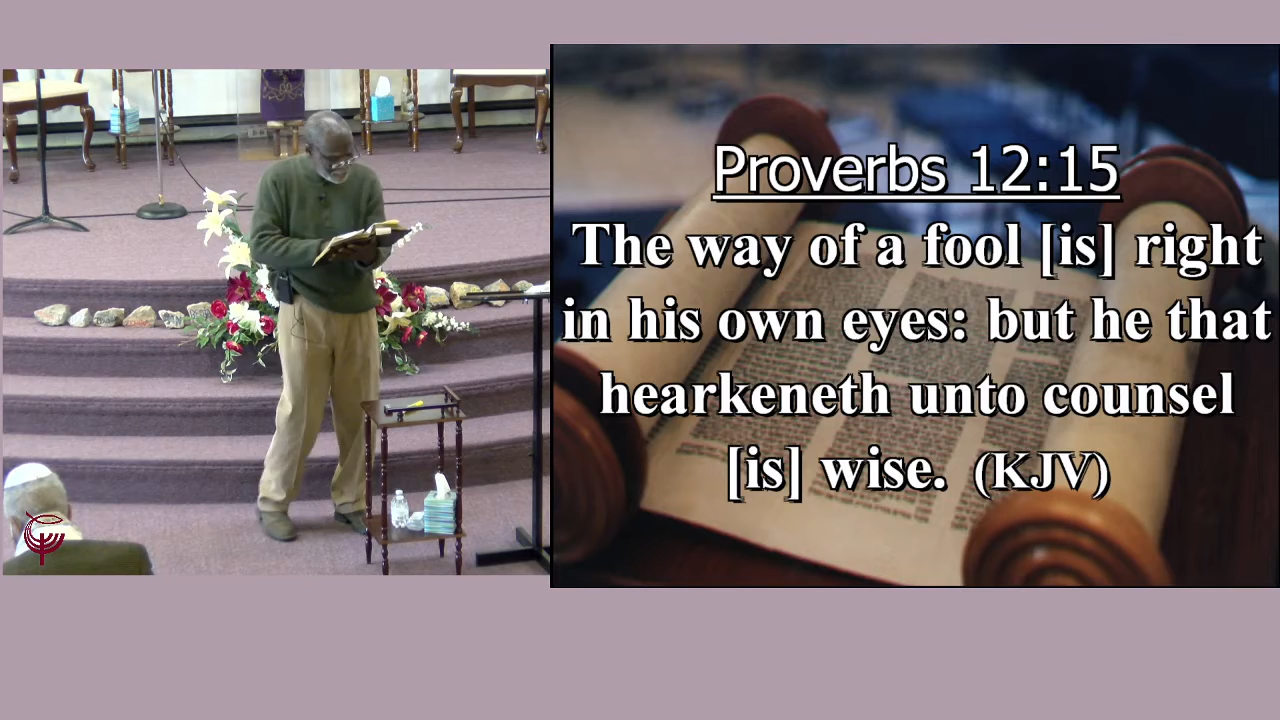 Proverbs 12:15
The way of a fool [is] right
in his own eyes: but he that
hearkeneth unto counsel
[is] wise. (KJV)